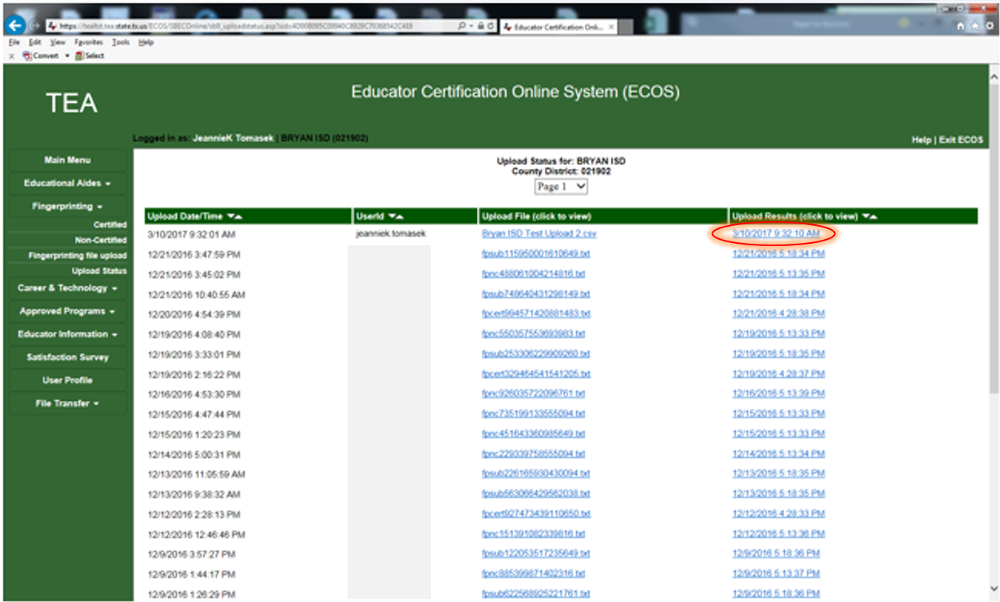 Educator Certification Onli...
File Edit View Favorites Tools Help
x Convert Select
TEA
Educator Certification Online System (ECOS)
Logged in as: JeannieK Tomasek | BRYAN ISD (021902)
Help | Exit ECOS
Main Menu
Educational Aides
Fingerprinting
Certified
Non-Certified
Fingerprinting file upload
Upload Status
Career & Technology
Approved Programs
Educator Information
Satisfaction Survey
User Profile
File Transfer
Upload Status for: BRYAN ISD
County District: 021902
Page 1
Upload Date/Time UserId Upload File (click to view) Upload Results (click to view)
3/10/2017 9:32:01 AM jeanniek.tomasek Bryan ISD Test Upload 2.csv 3/10/2017 9:32:10 AM
12/21/2016 3:47:59 PM fpsub115950001610649.txt 12/21/2016 5:18:34 PM
12/21/2016 3:45:02 PM fpnc488061004214816.txt 12/21/2016 5:13:35 PM
12/21/2016 10:40:55 AM fpsub748640431298149.txt 12/21/2016 5:18:34 PM
12/20/2016 4:54:39 PM fpcert994571420881483.txt 12/21/2016 4:28:38 PM
12/19/2016 4:08:40 PM fpnc550357553693983.txt 12/19/2016 5:13:33 PM
12/19/2016 3:33:01 PM fpsub253306229909260.txt 12/19/2016 5:18:35 PM
12/19/2016 2:16:22 PM fpcert329464541541205.txt 12/19/2016 4:28:37 PM
12/16/2016 4:53:30 PM fpnc926035722096761.txt 12/16/2016 5:13:39 PM
12/15/2016 4:47:44 PM fpnc735199133555094.txt 12/15/2016 5:13:33 PM
12/15/2016 1:20:23 PM fpnc451643360985649.txt 12/15/2016 5:13:33 PM
12/14/2016 5:00:31 PM fpnc229339758555094.txt 12/14/2016 5:13:34 PM
12/13/2016 11:05:59 AM fpsub226165930430094.txt 12/13/2016 5:18:35 PM
12/13/2016 9:38:32 AM fpsub563066429562038.txt 12/13/2016 5:18:35 PM
12/12/2016 2:28:13 PM fpcert927473439110650.txt 12/12/2016 4:28:33 PM
12/12/2016 12:46:46 PM fpnc151391082339816.txt 12/12/2016 5:13:36 PM
12/9/2016 3:57:27 PM fpsub122053517235649.txt 12/9/2016 5:18:36 PM
12/9/2016 1:44:17 PM fpnc885399871402316.txt 12/9/2016 5:13:37 PM
12/9/2016 1:26:29 PM fpsub622568925221761.txt 12/9/2016 5:18:36 PM